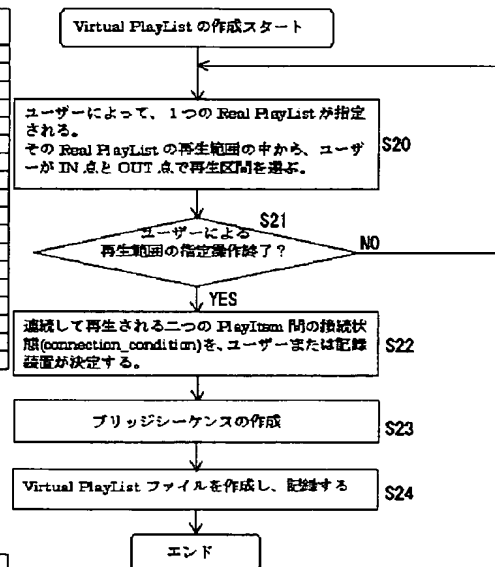 Virtual PlayList の作成スタート
ユーザーによって、1つの Real PlayList が指定
される。
その Real PlayList の再生範囲の中から、ユーザ
ーが IN 点と OUT 点で再生区間を選ぶ。
S20
S21
ユーザーによる
再生範囲の指定操作終了?
NO
YES
連続して再生される二つの PlayItem 間の接続状
態(connection_condition)を、ユーザーまたは記録
装置が決定する。
S22
ブリッジシーケンスの作成
S23
Virtual PlayList ファイルを作成し、記録する
S24
エンド